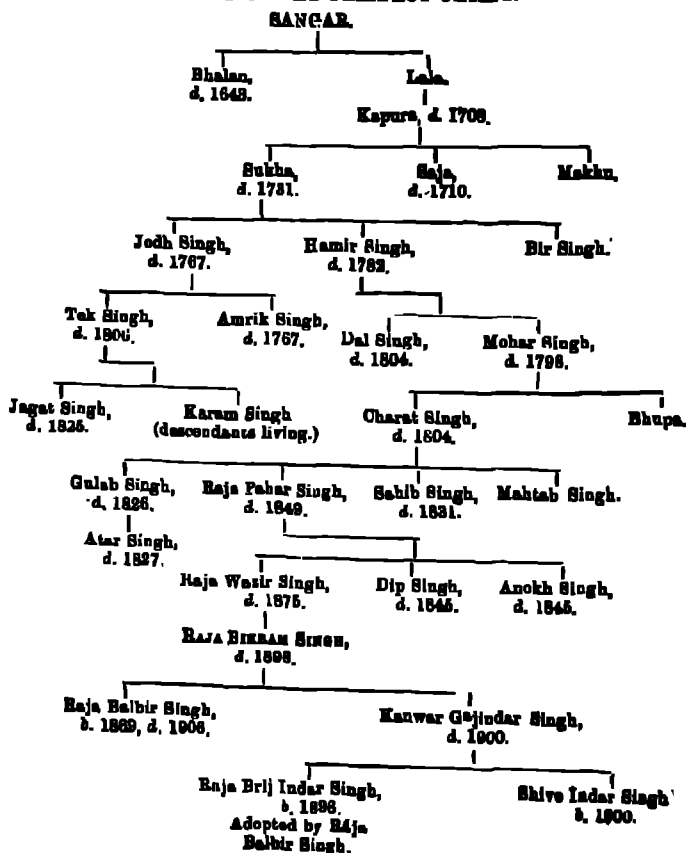 SANGAR.
Bhalan, Lala.
d. 1643.
Kapura, d. 1708.
Sukha, Saja, Makhu.
d. 1731. d. 1710.
Jodh Singh, Hamir Singh, Bir Singh.
d. 1767. d. 1782.
Tek Singh, Amrik Singh, Dal Singh, Mohar Singh,
d. 1806. d. 1767. d. 1804. d. 1798.
Jagat Singh, Karam Singh Charat Singh, Bhupa.
d. 1825. (descendants living.) d. 1804.
Gulab Singh, Raja Pahar Singh, Sahib Singh, Mahtab Singh.
d. 1826. d. 1849. d. 1831.
Atar Singh,
d. 1827.
Raja Wazir Singh, Dip Singh, Anokh Singh,
d. 1875. d. 1845. d. 1845.
RAJA BIKRAM SINGH,
d. 1898.
Raja Balbir Singh, Kanwar Gajindar Singh,
b. 1869, d. 1906. d. 1900.
Raja Brij Indar Singh, Shive Indar Singh
b. 1896. b. 1900.
Adopted by Raja
Balbir Singh.